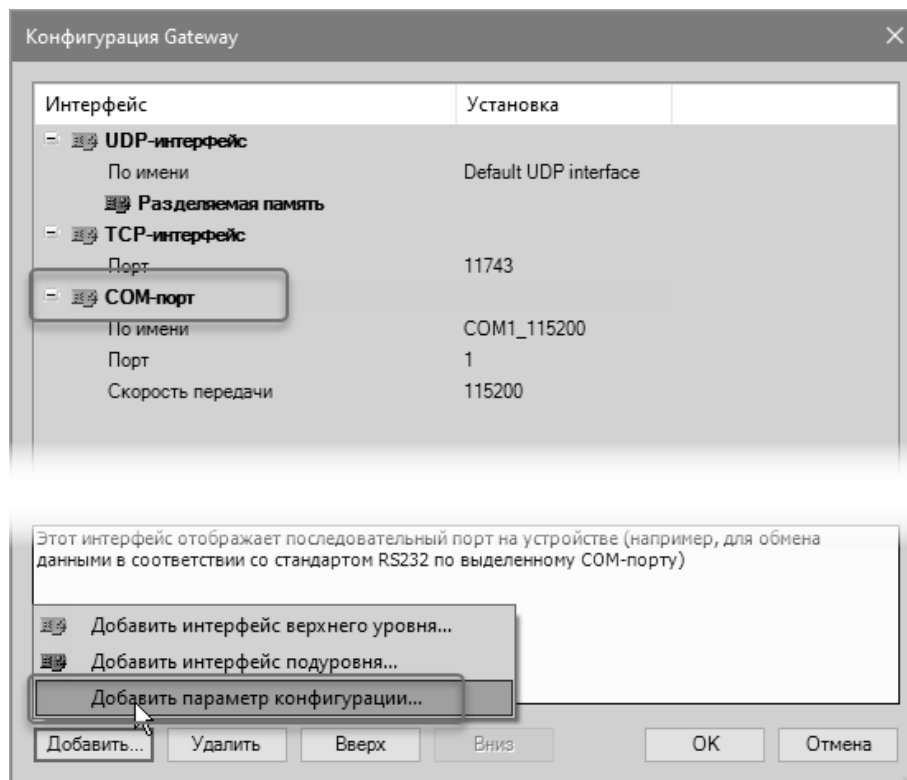 Конфигурация Gateway
Интерфейс Установка
UDP-интерфейс
По имени Default UDP interface
Разделяемая память
TCP-интерфейс
Порт 11743
COM-порт
По имени COM1_115200
Порт 1
Скорость передачи 115200
Этот интерфейс отображает последовательный порт на устройстве (например, для обмена
данными в соответствии со стандартом RS232 по выделенному COM-порту)
Добавить интерфейс верхнего уровня...
Добавить интерфейс подуровня...
Добавить параметр конфигурации...
Добавить... Удалить Вверх Вниз OK Отмена